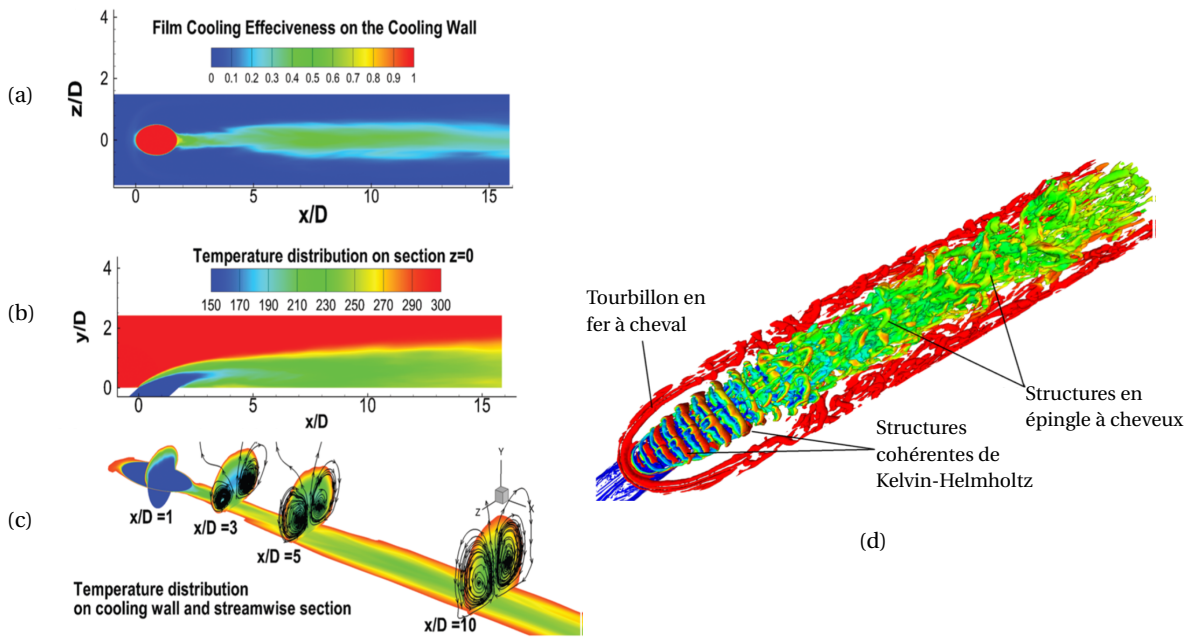 (a)
Film Cooling Effeciveness on the Cooling Wall
0 0.1 0.2 0.3 0.4 0.5 0.6 0.7 0.8 0.9 1
z/D
4
2
0
0 5 10 15
x/D
(b)
Temperature distribution on section z=0
150 170 190 210 230 250 270 290 300
y/D
4
2
0
0 5 10 15
x/D
(c)
x/D =1
x/D =3
x/D =5
x/D =10
Y
Z
X
Temperature distribution
on cooling wall and streamwise section
Tourbillon en
fer à cheval
Structures en
épingle à cheveux
Structures
cohérentes de
Kelvin-Helmholtz
(d)